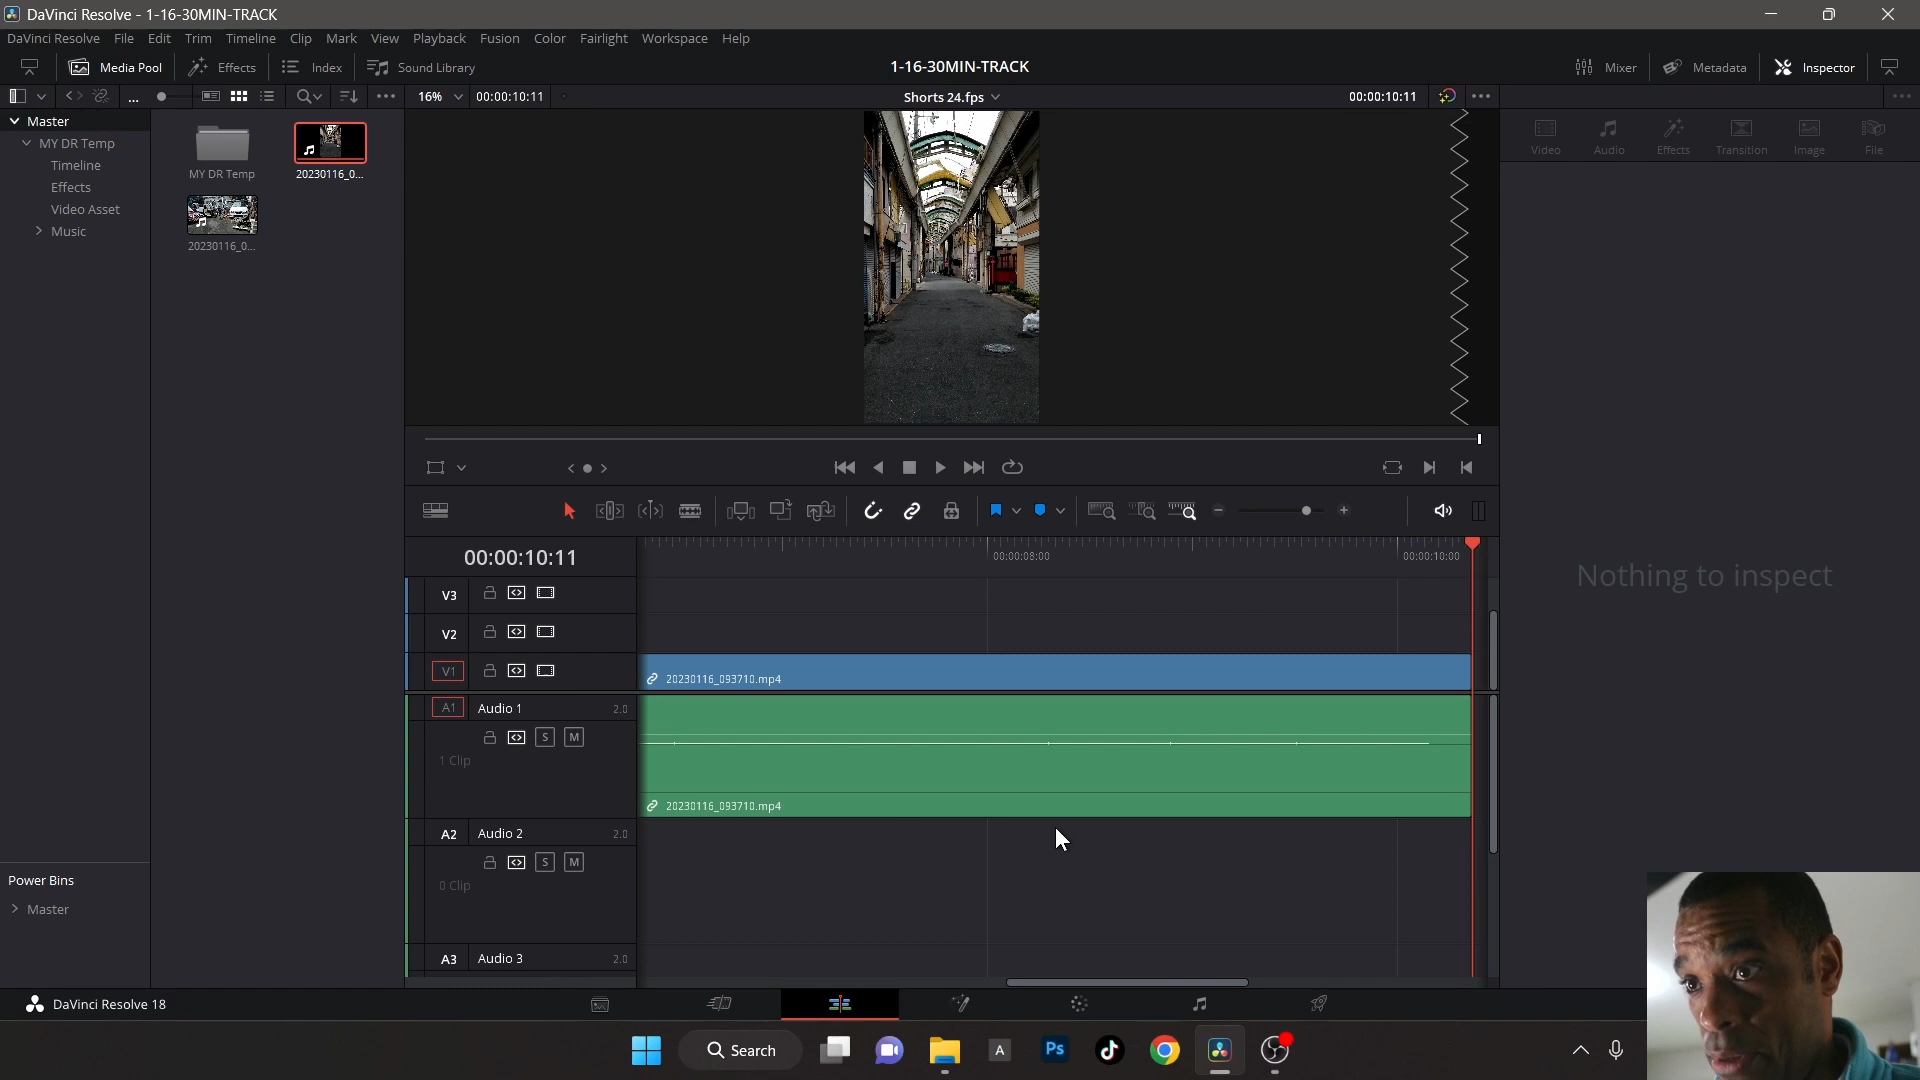 DaVinci Resolve - 1-16-30MIN-TRACK
DaVinci Resolve File Edit Trim Timeline Clip Mark View Playback Fusion Color Fairlight Workspace Help
Media Pool Effects Index Sound Library 1-16-30MIN-TRACK Mixer Metadata Inspector
16% 00:00:10:11 Shorts 24.fps 00:00:10:11
Master
MY DR Temp
Timeline
Effects
Video Asset
Music
MY DR Temp
20230116_0...
20230116_0...
Video Audio Effects Transition Image File
Nothing to inspect
00:00:10:11
00:00:08:00
00:00:10:00
V3
V2
V1
20230116_093710.mp4
A1 Audio 1 2.0
S M
1 Clip
20230116_093710.mp4
A2 Audio 2 2.0
S M
0 Clip
A3 Audio 3 2.0
Power Bins
Master
DaVinci Resolve 18
Search
A
Ps